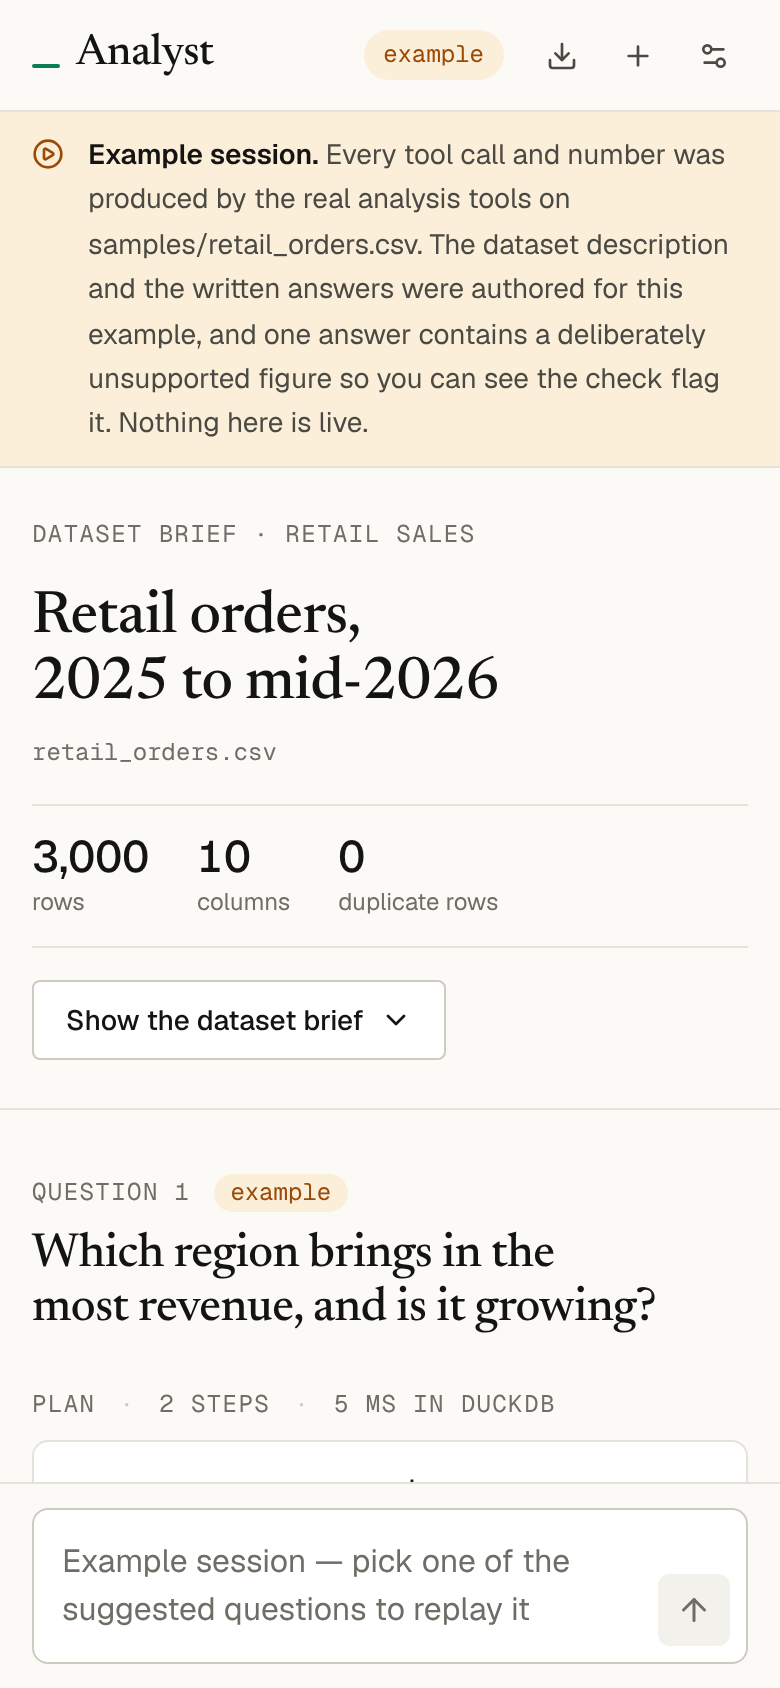 Analyst
example
Example session. Every tool call and number was
produced by the real analysis tools on
samples/retail_orders.csv. The dataset description
and the written answers were authored for this
example, and one answer contains a deliberately
unsupported figure so you can see the check flag
it. Nothing here is live.
DATASET BRIEF · RETAIL SALES
Retail orders,
2025 to mid-2026
retail_orders.csv
3,000 10 0
rows columns duplicate rows
Show the dataset brief
QUESTION 1 example
Which region brings in the
most revenue, and is it growing?
PLAN · 2 STEPS · 5 MS IN DUCKDB
Example session — pick one of the
suggested questions to replay it